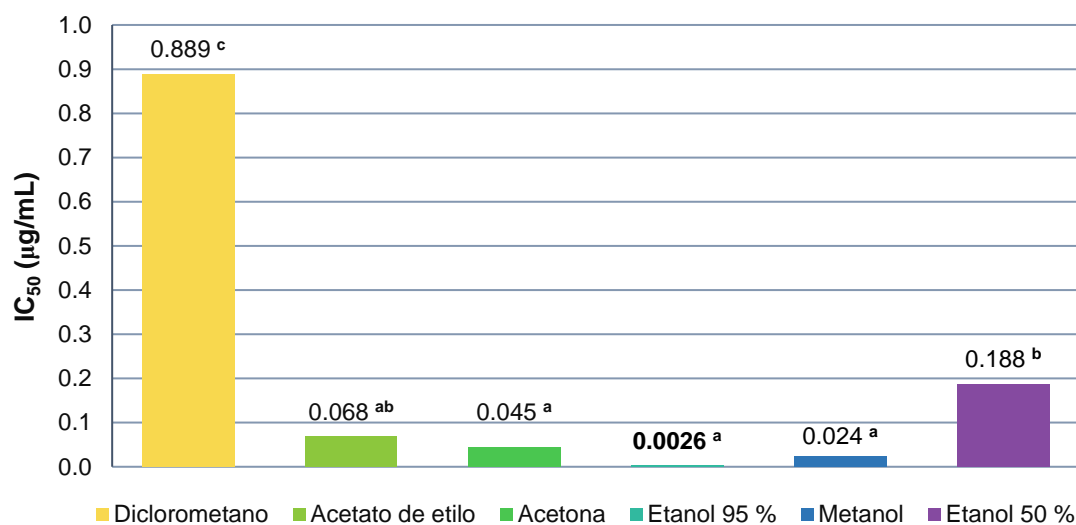 IC₅₀ (µg/mL)
1.0
0.9
0.8
0.7
0.6
0.5
0.4
0.3
0.2
0.1
0.0
0.889 ᶜ
0.068 ᵃᵇ
0.045 ᵃ
0.0026 ᵃ
0.024 ᵃ
0.188 ᵇ
Diclorometano Acetato de etilo Acetona Etanol 95 % Metanol Etanol 50 %